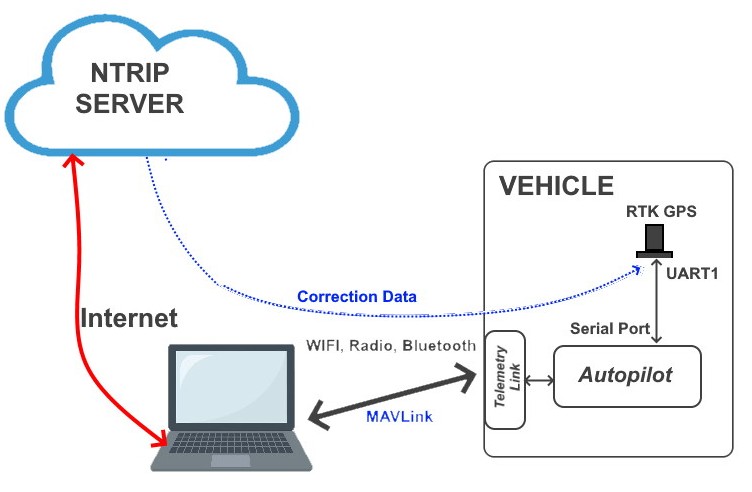 NTRIP
SERVER
VEHICLE
RTK GPS
UART1
Correction Data
Internet
Serial Port
WIFI, Radio, Bluetooth
Telemetry
Link
Autopilot
MAVLink